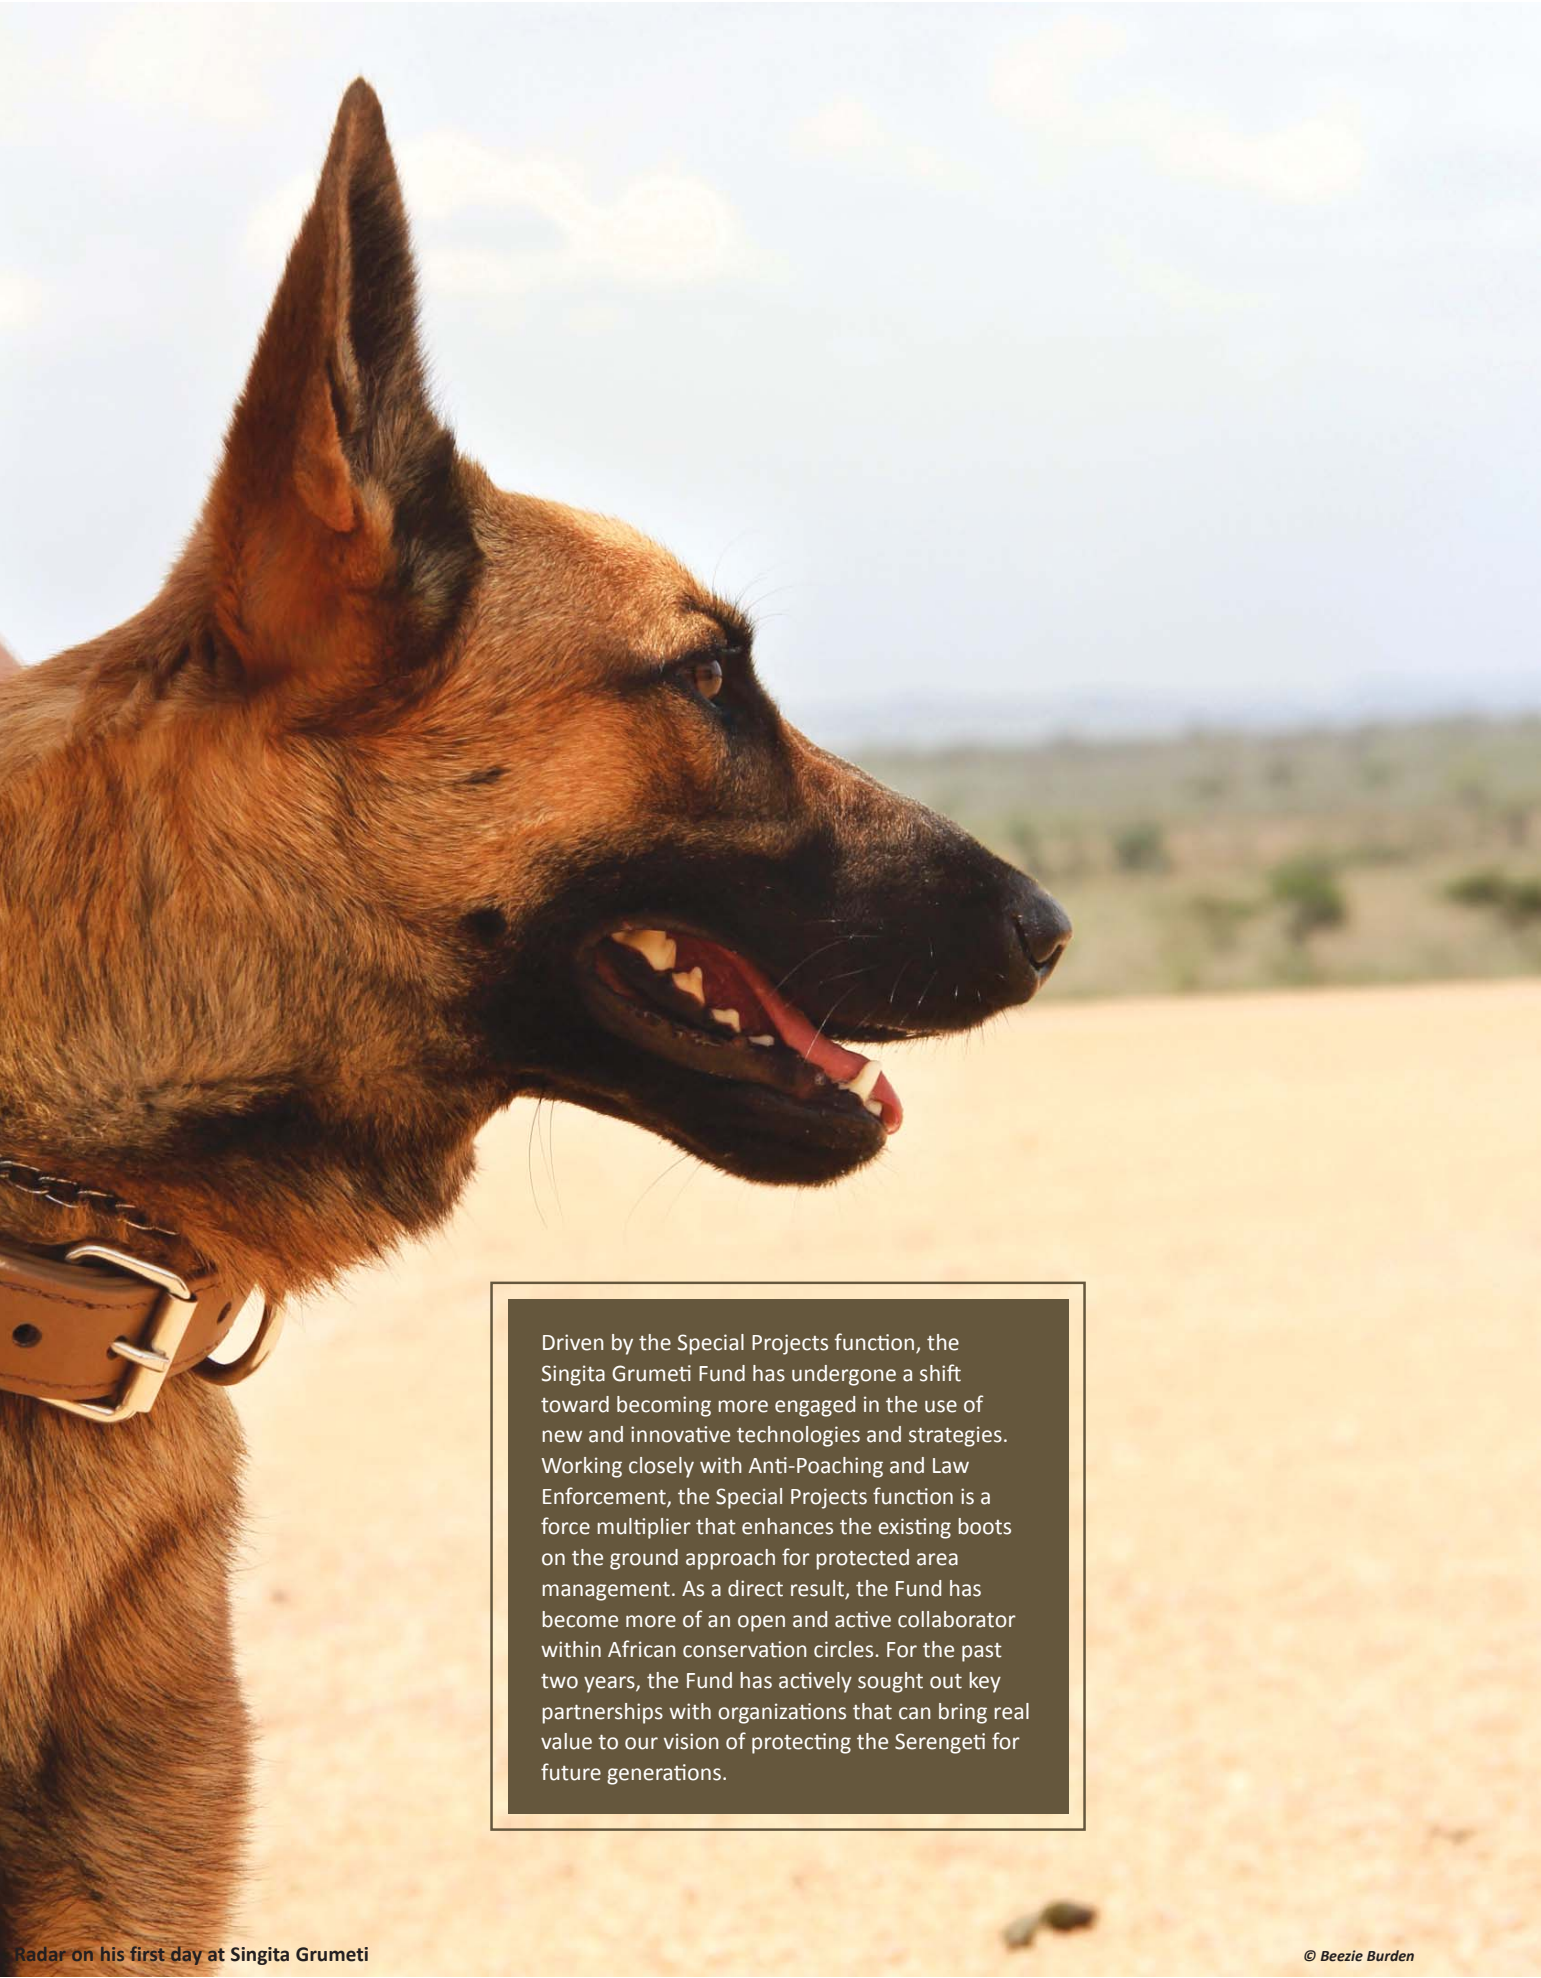 Driven by the Special Projects function, the
Singita Grumeti Fund has undergone a shift
toward becoming more engaged in the use of
new and innovative technologies and strategies.
Working closely with Anti-Poaching and Law
Enforcement, the Special Projects function is a
force multiplier that enhances the existing boots
on the ground approach for protected area
management. As a direct result, the Fund has
become more of an open and active collaborator
within African conservation circles. For the past
two years, the Fund has actively sought out key
partnerships with organizations that can bring real
value to our vision of protecting the Serengeti for
future generations.
Radar on his first day at Singita Grumeti
© Beezie Burden